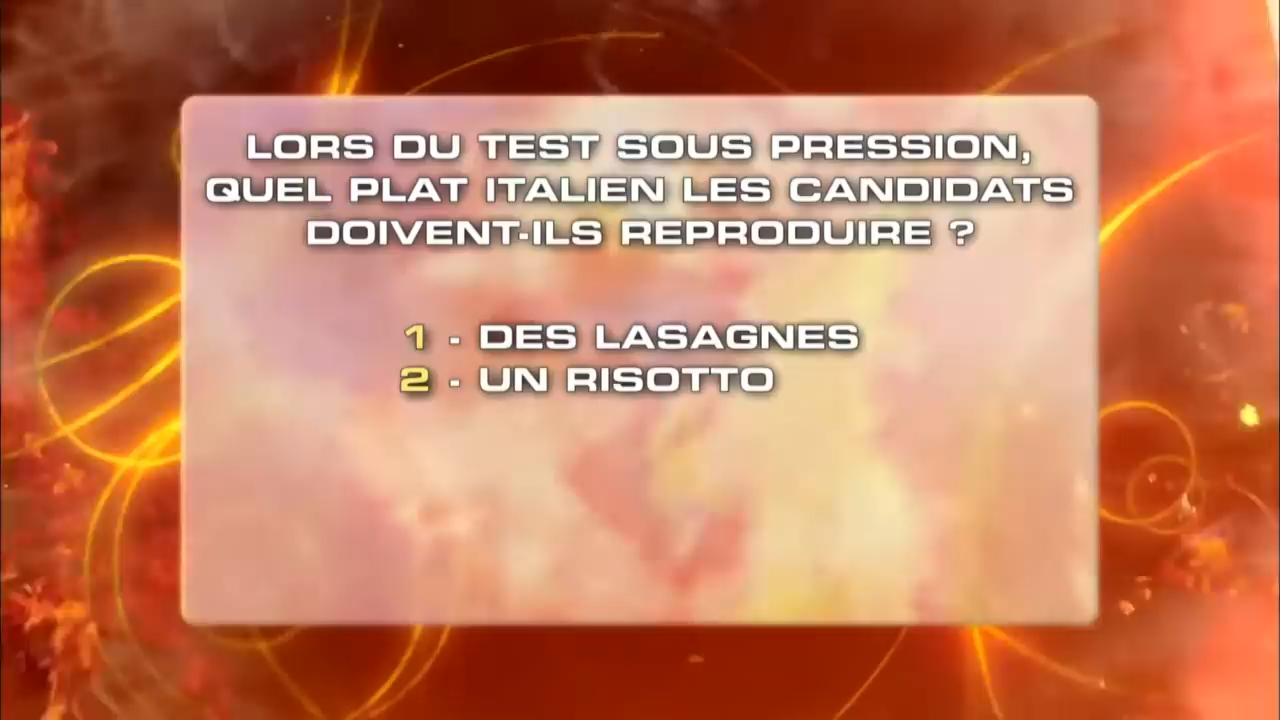 LORS DU TEST SOUS PRESSION,
QUEL PLAT ITALIEN LES CANDIDATS
DOIVENT-ILS REPRODUIRE ?
1 - DES LASAGNES
2 - UN RISOTTO